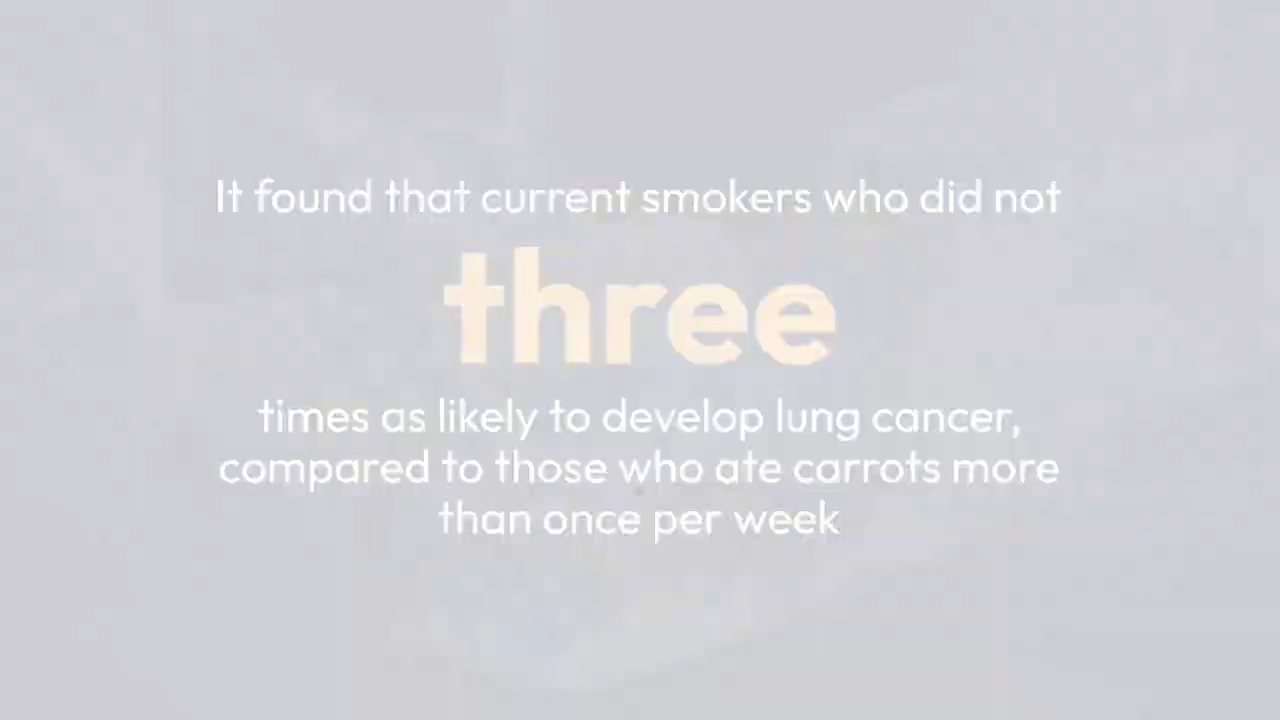 It found that current smokers who did not
three
times as likely to develop lung cancer,
compared to those who ate carrots more
than once per week